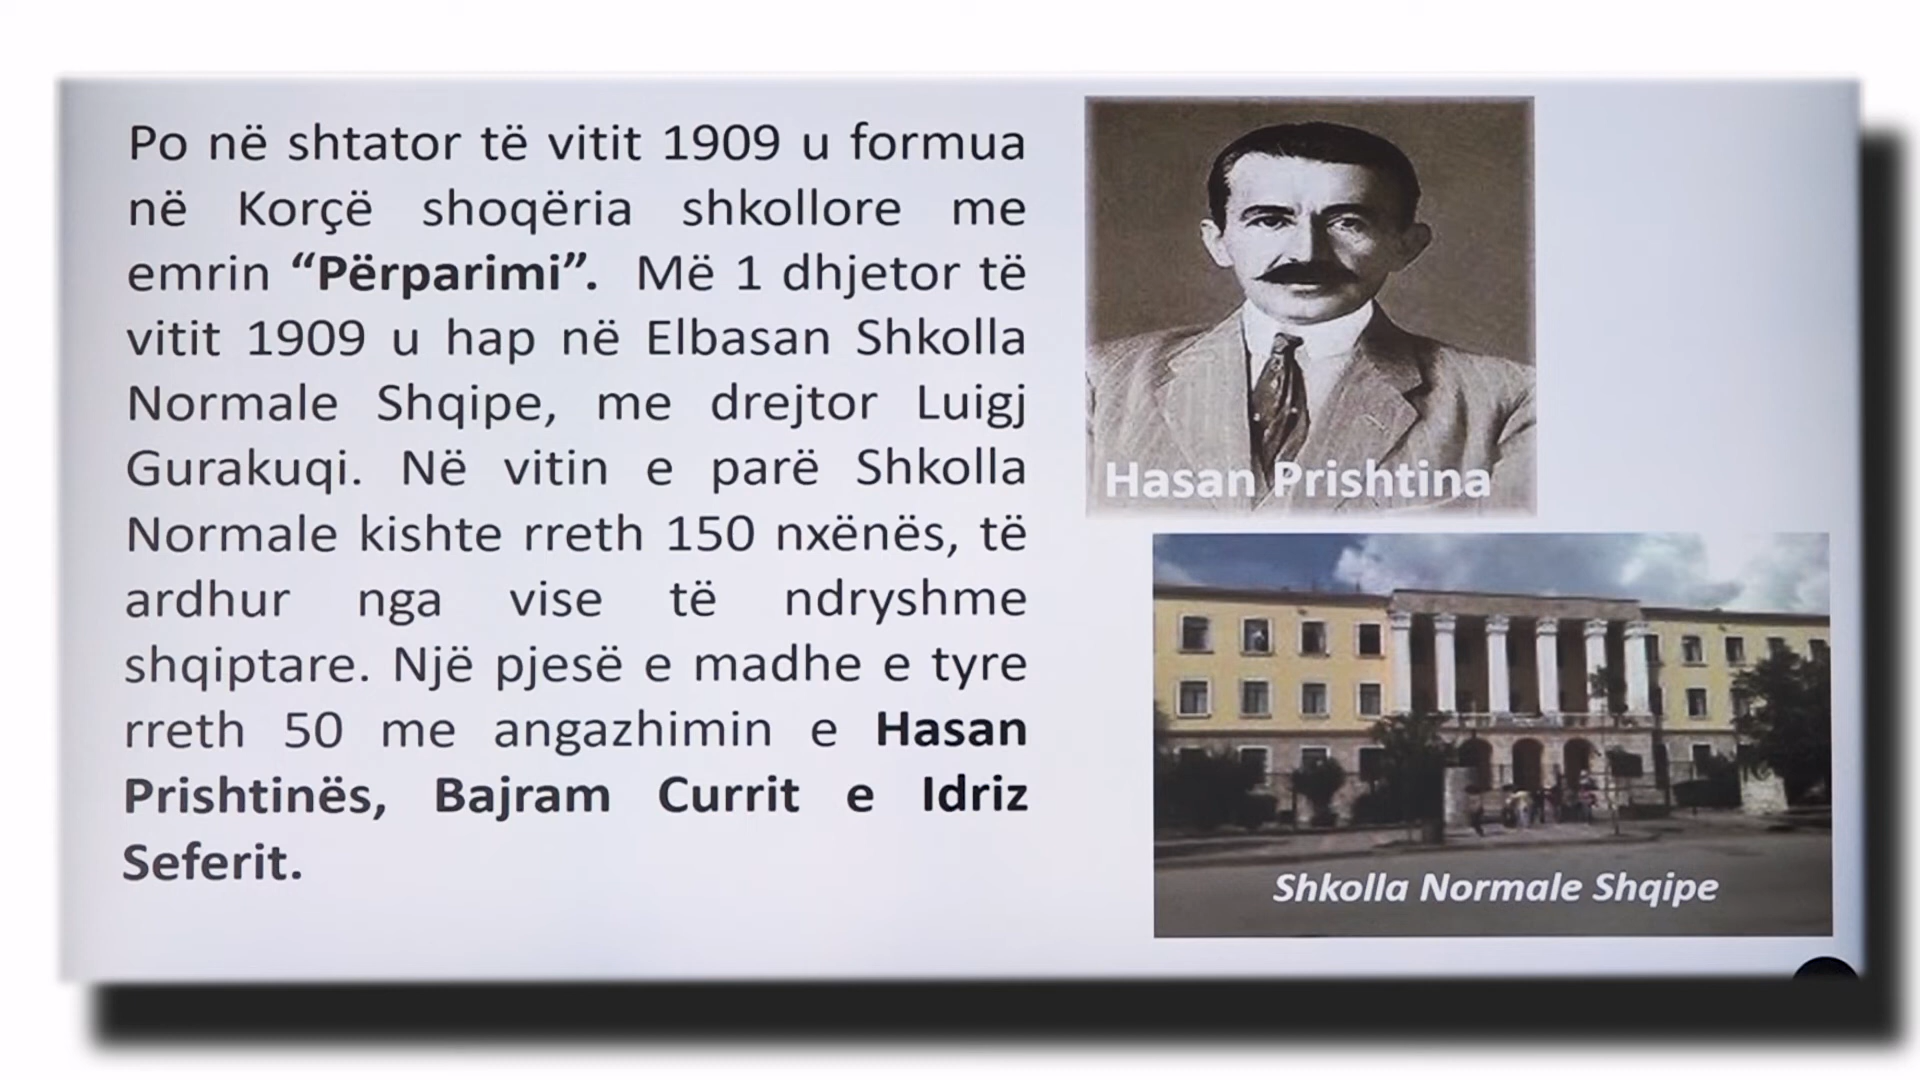 Po në shtator të vitit 1909 u formua
në Korçë shoqëria shkollore me
emrin “Përparimi”. Më 1 dhjetor të
vitit 1909 u hap në Elbasan Shkolla
Normale Shqipe, me drejtor Luigj
Gurakuqi. Në vitin e parë Shkolla
Normale kishte rreth 150 nxënës, të
ardhur nga vise të ndryshme
shqiptare. Një pjesë e madhe e tyre
rreth 50 me angazhimin e Hasan
Prishtinës, Bajram Currit e Idriz
Seferit.
Hasan Prishtina
Shkolla Normale Shqipe